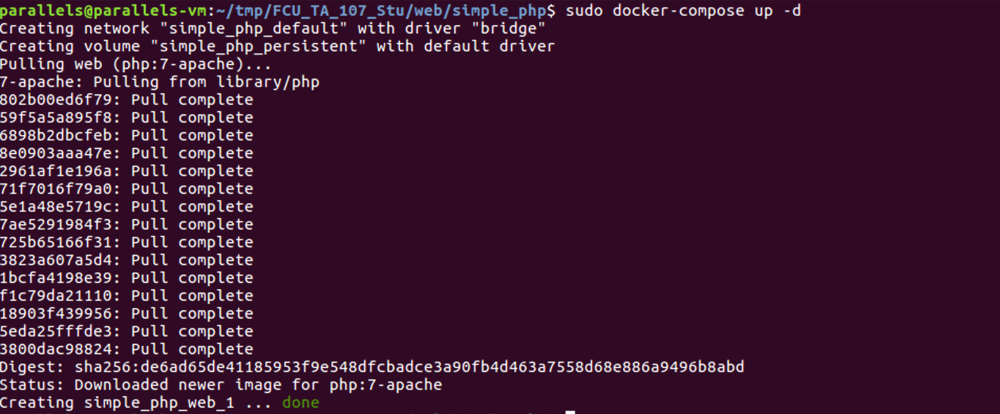 parallels@parallels-vm:~/tmp/FCU_TA_107_Stu/web/simple_php$ sudo docker-compose up -d
Creating network "simple_php_default" with driver "bridge"
Creating volume "simple_php_persistent" with default driver
Pulling web (php:7-apache)...
7-apache: Pulling from library/php
802b00ed6f79: Pull complete
59f5a5a895f8: Pull complete
6898b2dbcfeb: Pull complete
8e0903aaa47e: Pull complete
2961af1e196a: Pull complete
71f7016f79a0: Pull complete
5e1a48e5719c: Pull complete
7ae5291984f3: Pull complete
725b65166f31: Pull complete
3823a607a5d4: Pull complete
1bcfa4198e39: Pull complete
f1c79da21110: Pull complete
18903f439956: Pull complete
5eda25fffde3: Pull complete
3800dac98824: Pull complete
Digest: sha256:de6ad65de41185953f9e548dfcbadce3a90fb4d463a7558d68e886a9496b8abd
Status: Downloaded newer image for php:7-apache
Creating simple_php_web_1 ... done